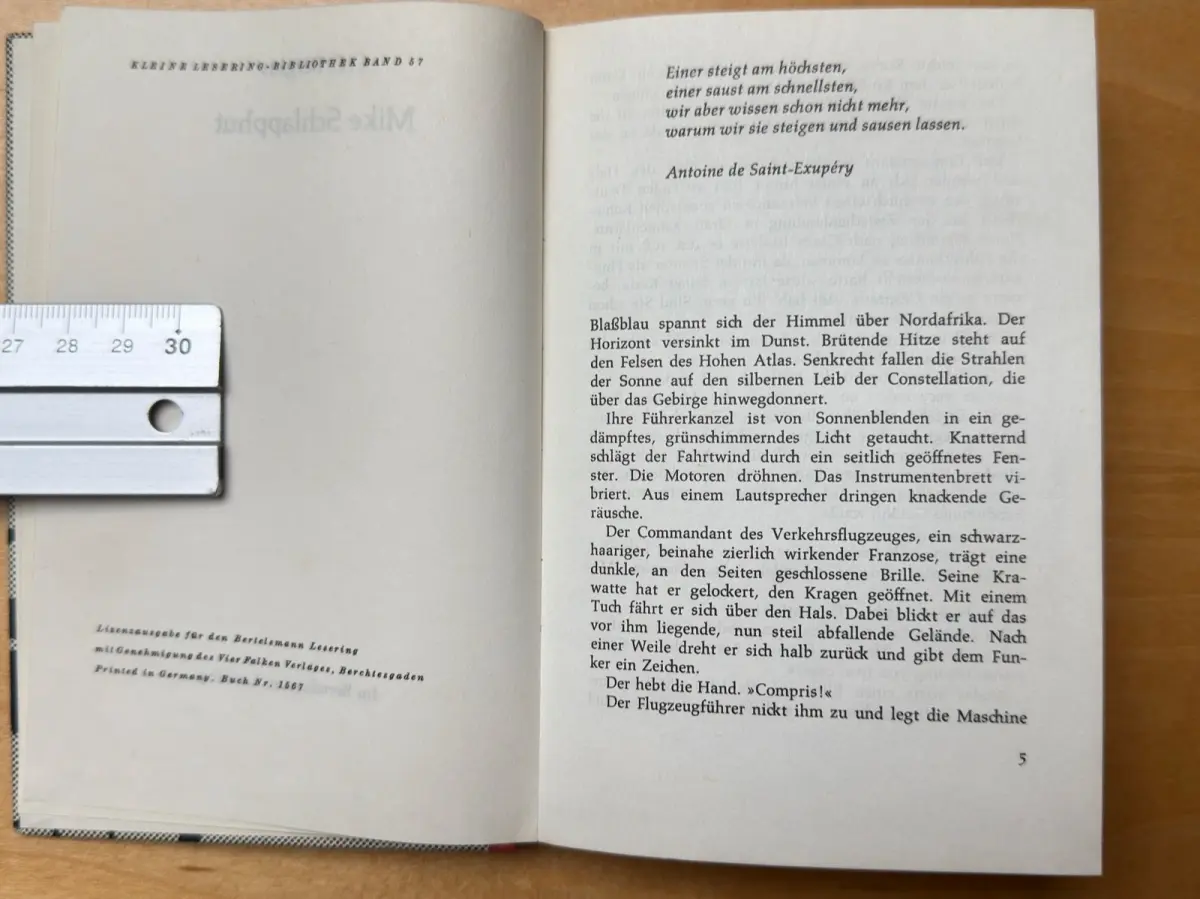 KLEINE LESERING-BIBLIOTHEK BAND 57
Mike Schlapphut
27 28 29 30
Lizenzausgabe für den Bertelsmann Lesering
mit Genehmigung des Vier Falken Verlages, Berchtesgaden
Printed in Germany. Buch Nr. 1567
Einer steigt am höchsten,
einer saust am schnellsten,
wir aber wissen schon nicht mehr,
warum wir sie steigen und sausen lassen.
Antoine de Saint-Exupéry
Blaßblau spannt sich der Himmel über Nordafrika. Der
Horizont versinkt im Dunst. Brütende Hitze steht auf
den Felsen des Hohen Atlas. Senkrecht fallen die Strahlen
der Sonne auf den silbernen Leib der Constellation, die
über das Gebirge hinwegdonnert.
Ihre Führerkanzel ist von Sonnenblenden in ein ge-
dämpftes, grünschimmerndes Licht getaucht. Knatternd
schlägt der Fahrtwind durch ein seitlich geöffnetes Fen-
ster. Die Motoren dröhnen. Das Instrumentenbrett vi-
briert. Aus einem Lautsprecher dringen knackende Ge-
räusche.
Der Commandant des Verkehrsflugzeuges, ein schwarz-
haariger, beinahe zierlich wirkender Franzose, trägt eine
dunkle, an den Seiten geschlossene Brille. Seine Kra-
watte hat er gelockert, den Kragen geöffnet. Mit einem
Tuch fährt er sich über den Hals. Dabei blickt er auf das
vor ihm liegende, nun steil abfallende Gelände. Nach
einer Weile dreht er sich halb zurück und gibt dem Fun-
ker ein Zeichen.
Der hebt die Hand. »Compris!«
Der Flugzeugführer nickt ihm zu und legt die Maschine
5